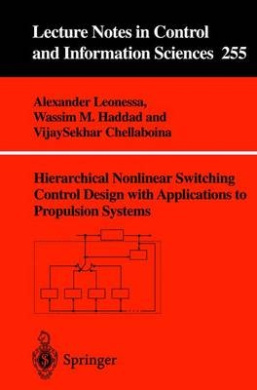 Lecture Notes in Control
and Information Sciences 255
Alexander Leonessa,
Wassim M. Haddad and
VijaySekhar Chellaboina
Hierarchical Nonlinear Switching
Control Design with Applications to
Propulsion Systems
Springer